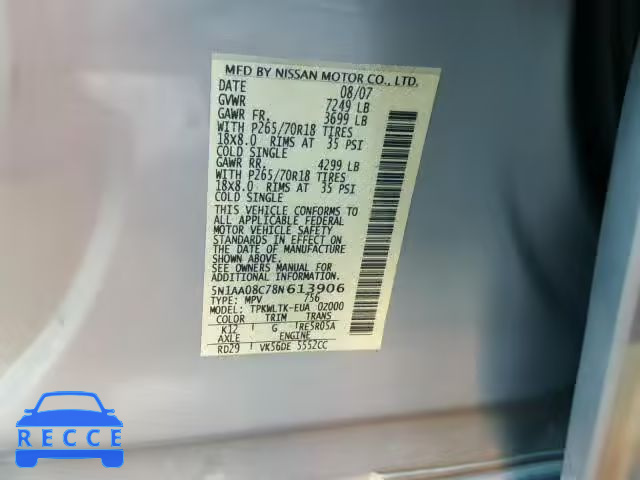 MFD BY NISSAN MOTOR CO., LTD.
DATE 08/07
GVWR 7249 LB
GAWR FR. 3699 LB
WITH P265/70R18 TIRES
18X8.0 RIMS AT 35 PSI
COLD SINGLE
GAWR RR. 4299 LB
WITH P265/70R18 TIRES
18X8.0 RIMS AT 35 PSI
COLD SINGLE
THIS VEHICLE CONFORMS TO
ALL APPLICABLE FEDERAL
MOTOR VEHICLE SAFETY
STANDARDS IN EFFECT ON
THE DATE OF MANUFACTURE
SHOWN ABOVE.
SEE OWNERS MANUAL FOR
ADDITIONAL INFORMATION.
5N1AA08C78N613906
TYPE: MPV 756
MODEL: TPKWLTK-EUA 02000
COLOR TRIM TRANS
K12 G RE5R05A
AXLE ENGINE
RD29 VK56DE 5552CC
RECCE